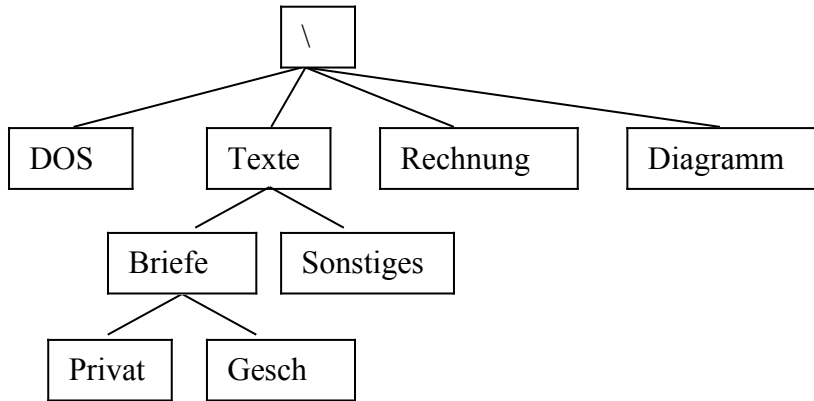 \
DOS Texte Rechnung Diagramm
Briefe Sonstiges
Privat Gesch